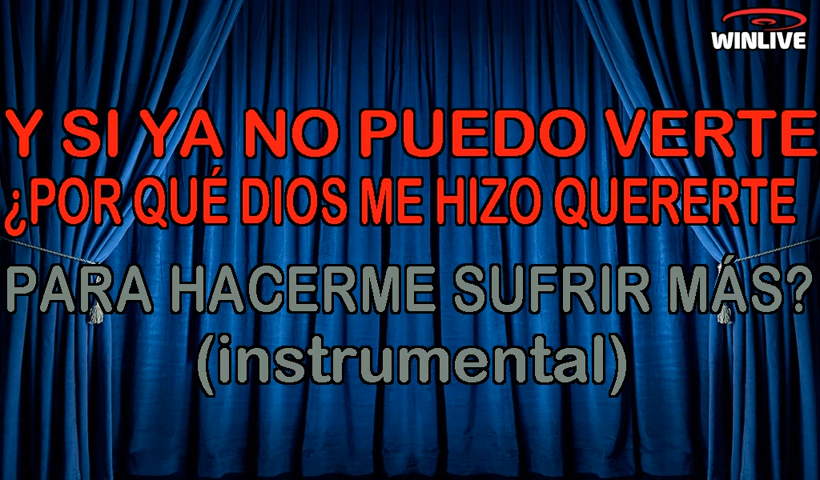 WINLIVE
Y SI YA NO PUEDO VERTE
¿POR QUÉ DIOS ME HIZO QUERERTE
PARA HACERME SUFRIR MÁS?
(instrumental)